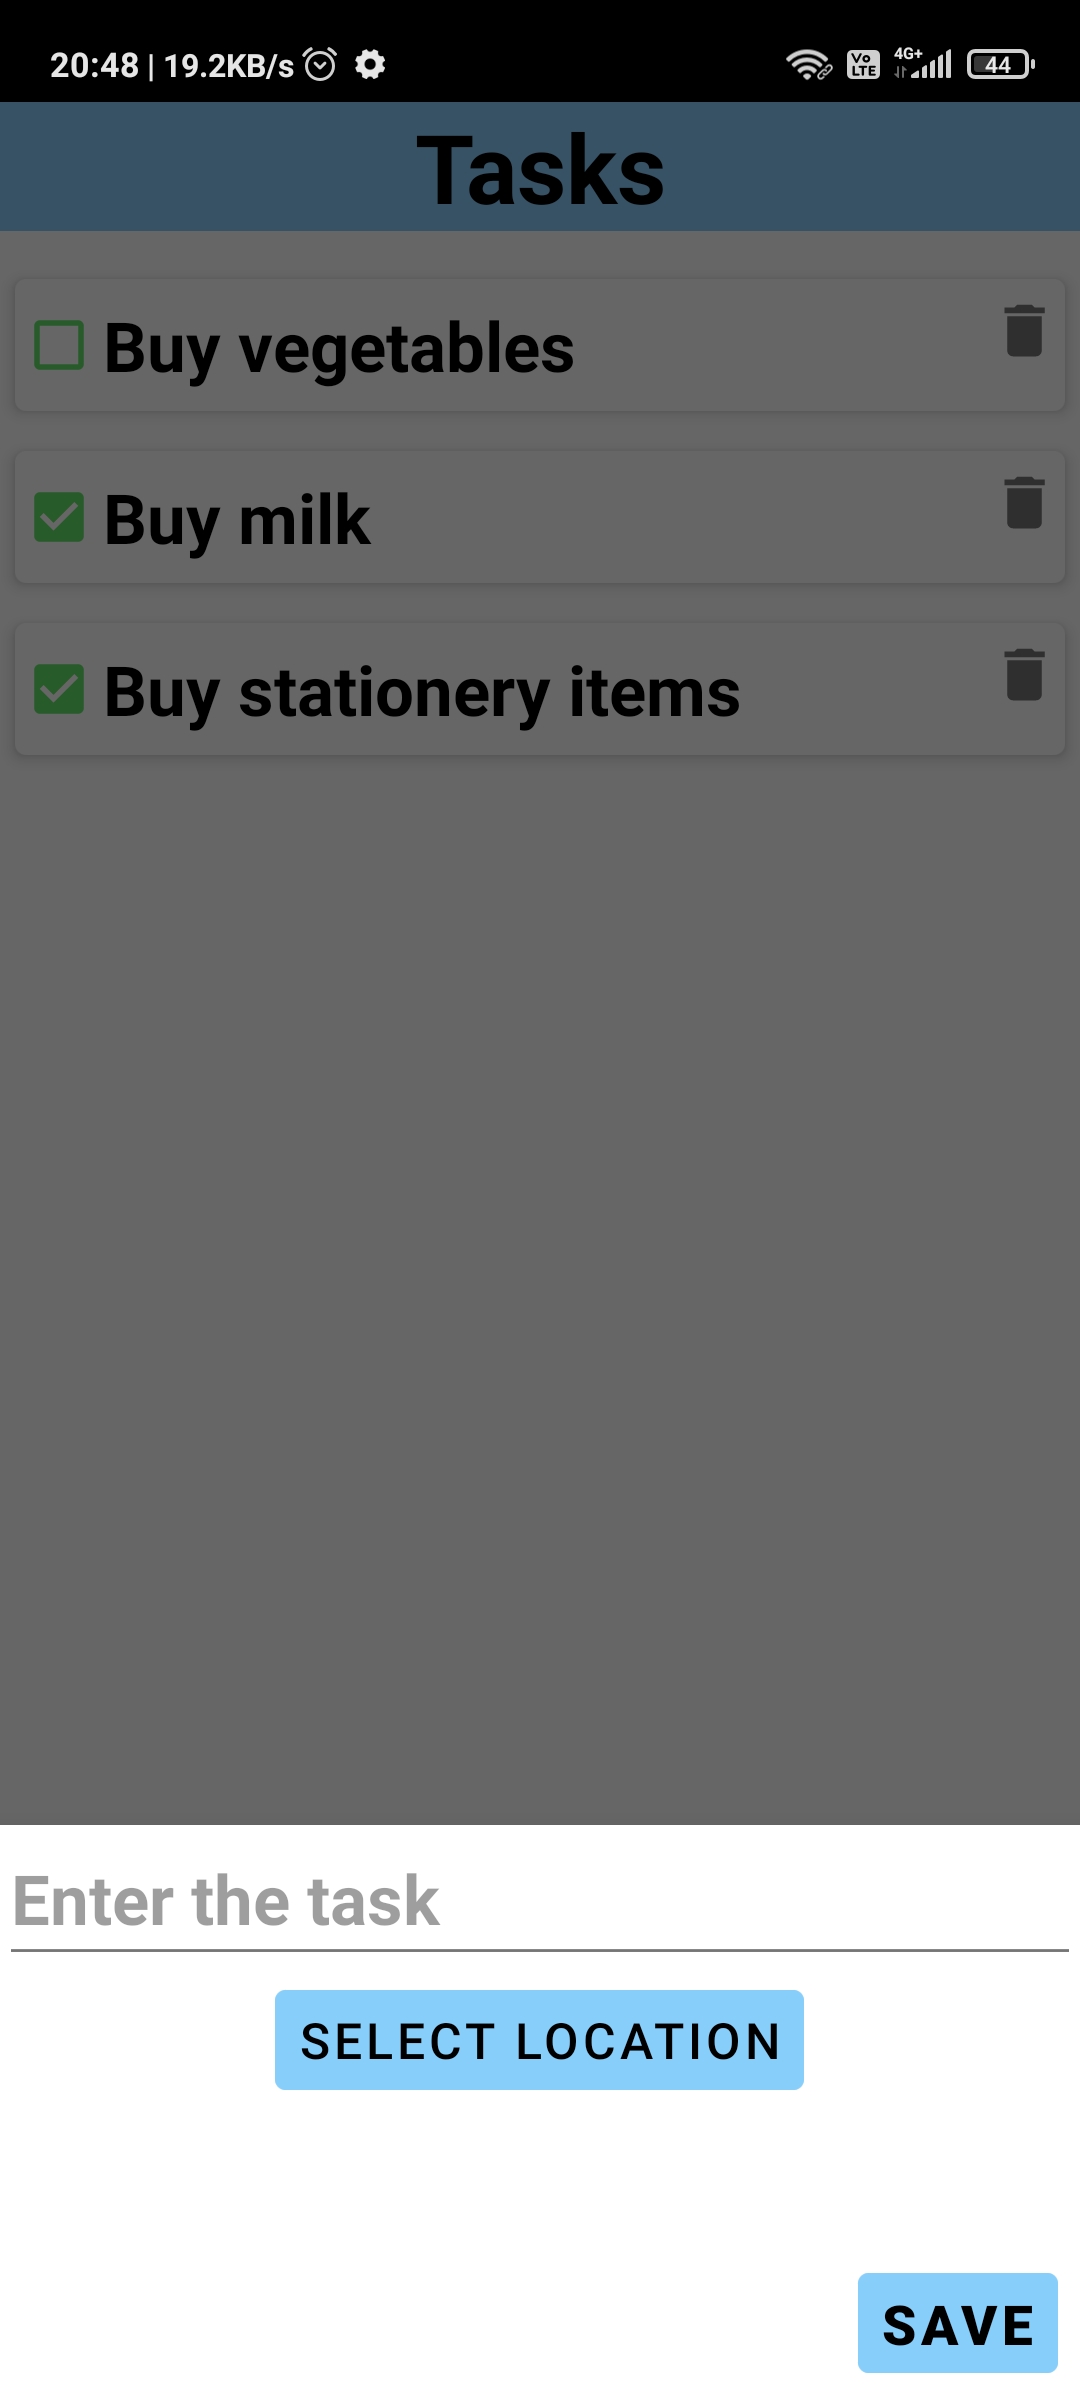 20:48 | 19.2KB/s
Vo LTE 4G+ 44
Tasks
Buy vegetables
Buy milk
Buy stationery items
Enter the task
SELECT LOCATION
SAVE